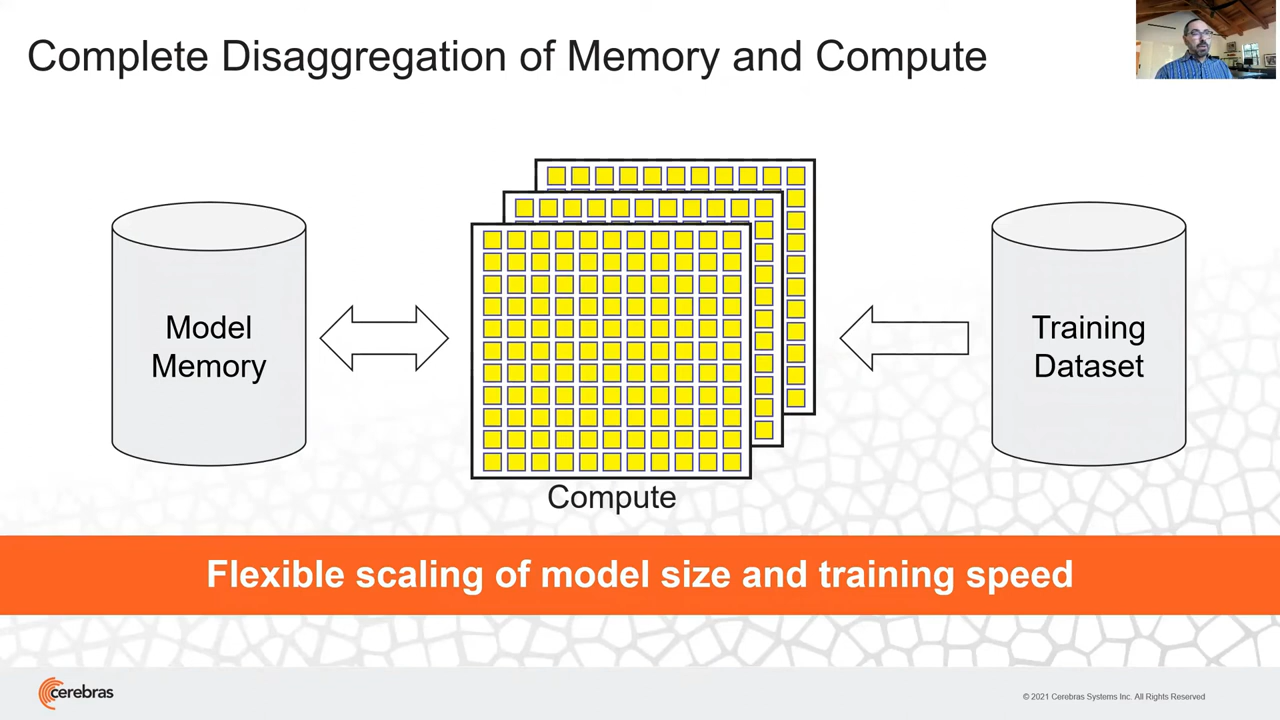 Complete Disaggregation of Memory and Compute
Model
Memory
Training
Dataset
Compute
Flexible scaling of model size and training speed
cerebras
© 2021 Cerebras Systems Inc. All Rights Reserved